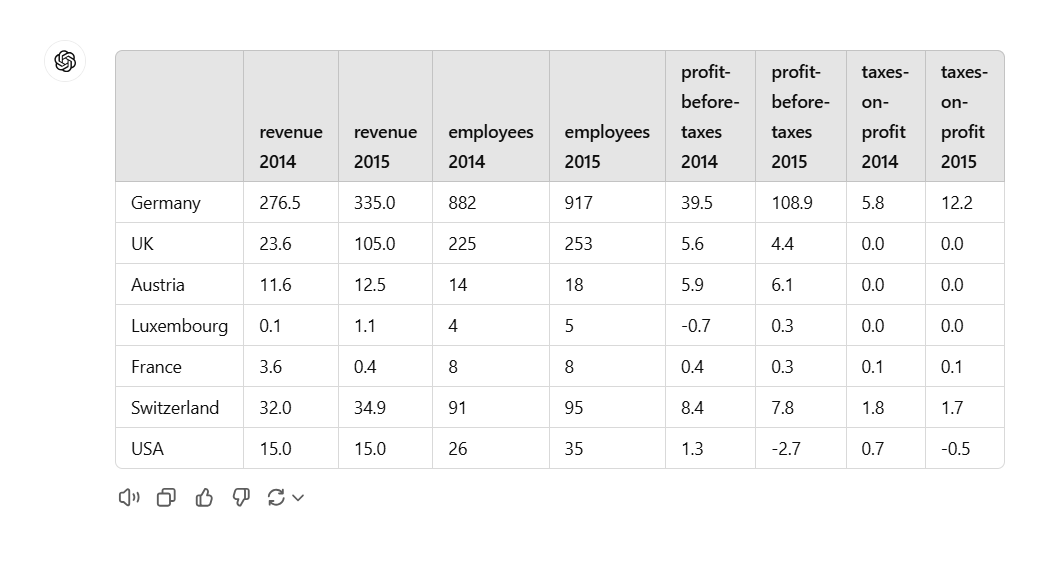 revenue 2014 revenue 2015 employees 2014 employees 2015 profit-before-taxes 2014 profit-before-taxes 2015 taxes-on-profit 2014 taxes-on-profit 2015
Germany 276.5 335.0 882 917 39.5 108.9 5.8 12.2
UK 23.6 105.0 225 253 5.6 4.4 0.0 0.0
Austria 11.6 12.5 14 18 5.9 6.1 0.0 0.0
Luxembourg 0.1 1.1 4 5 -0.7 0.3 0.0 0.0
France 3.6 0.4 8 8 0.4 0.3 0.1 0.1
Switzerland 32.0 34.9 91 95 8.4 7.8 1.8 1.7
USA 15.0 15.0 26 35 1.3 -2.7 0.7 -0.5